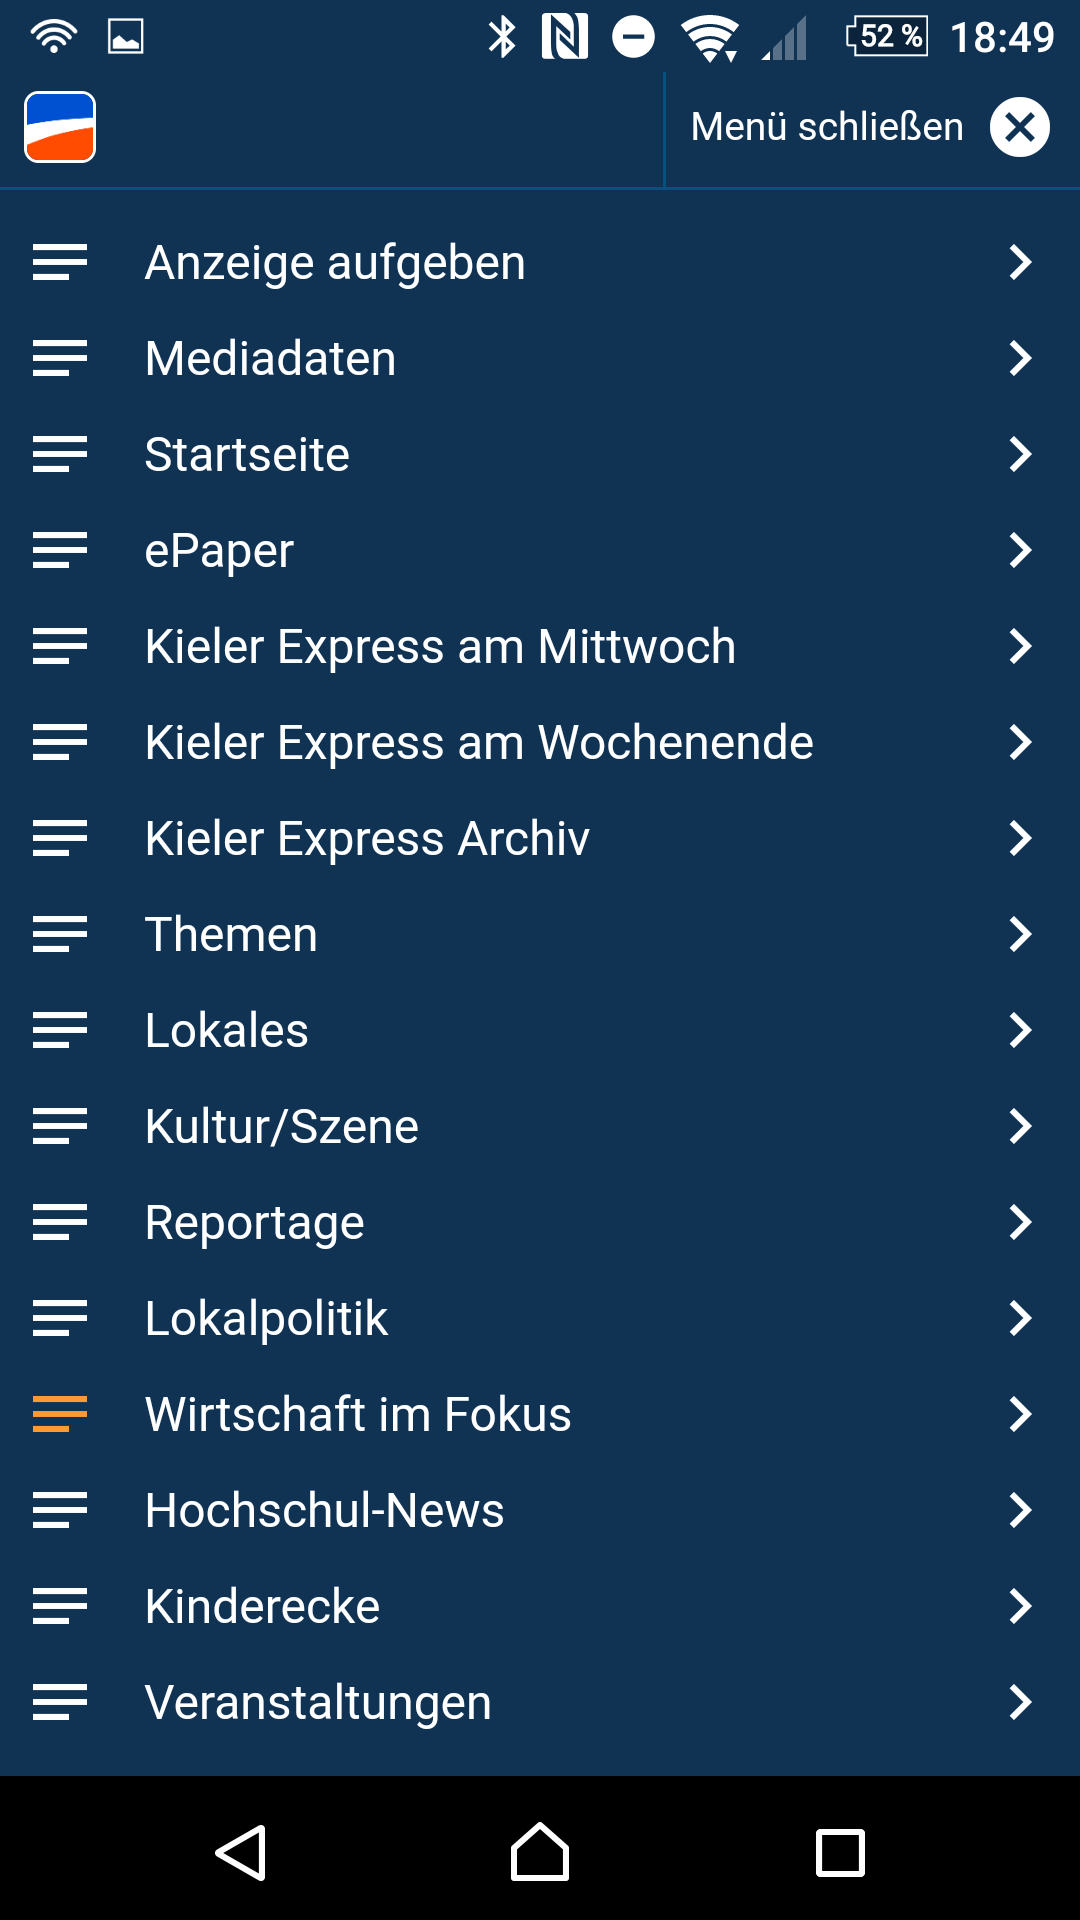 52 % 18:49
Menü schließen
Anzeige aufgeben
Mediadaten
Startseite
ePaper
Kieler Express am Mittwoch
Kieler Express am Wochenende
Kieler Express Archiv
Themen
Lokales
Kultur/Szene
Reportage
Lokalpolitik
Wirtschaft im Fokus
Hochschul-News
Kinderecke
Veranstaltungen